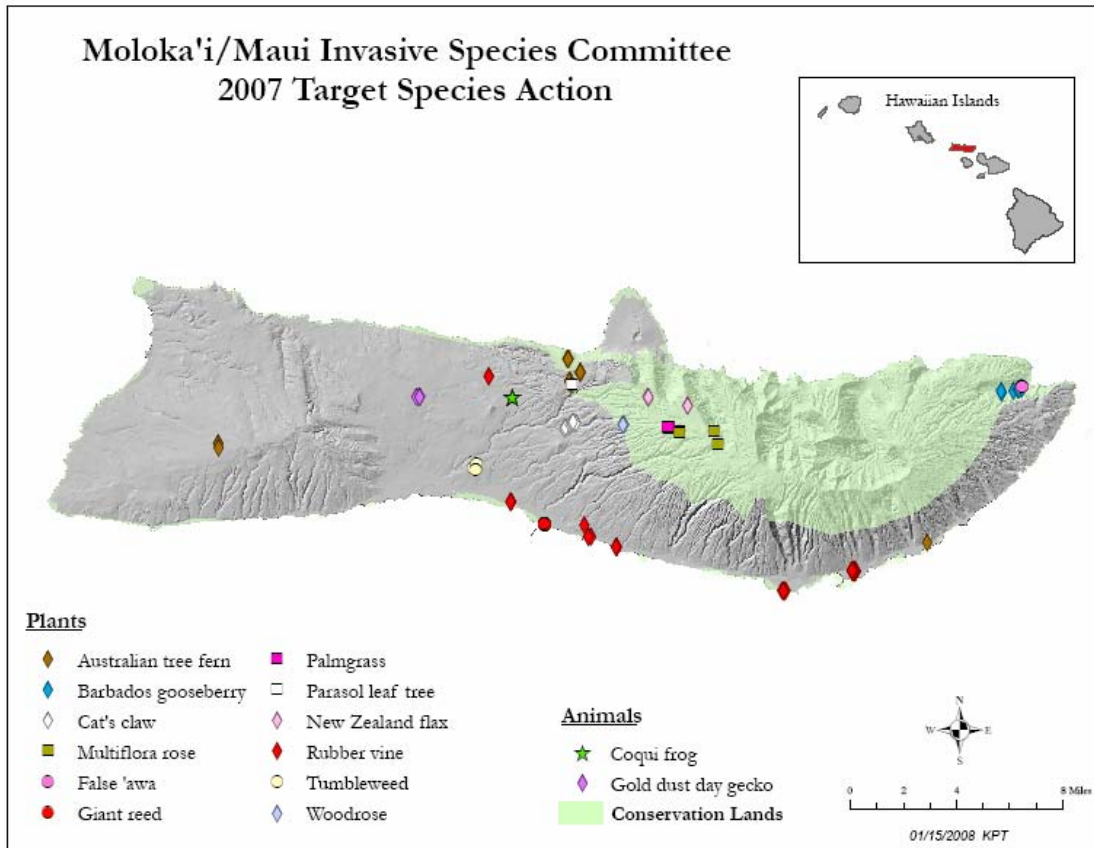 Moloka'i/Maui Invasive Species Committee
2007 Target Species Action
Hawaiian Islands
Plants
Australian tree fern
Barbados gooseberry
Cat's claw
Multiflora rose
False 'awa
Giant reed
Palmgrass
Parasol leaf tree
New Zealand flax
Rubber vine
Tumbleweed
Woodrose
Animals
Coqui frog
Gold dust day gecko
Conservation Lands
N
W E
S
0 2 4 8 Miles
01/15/2008 KPT